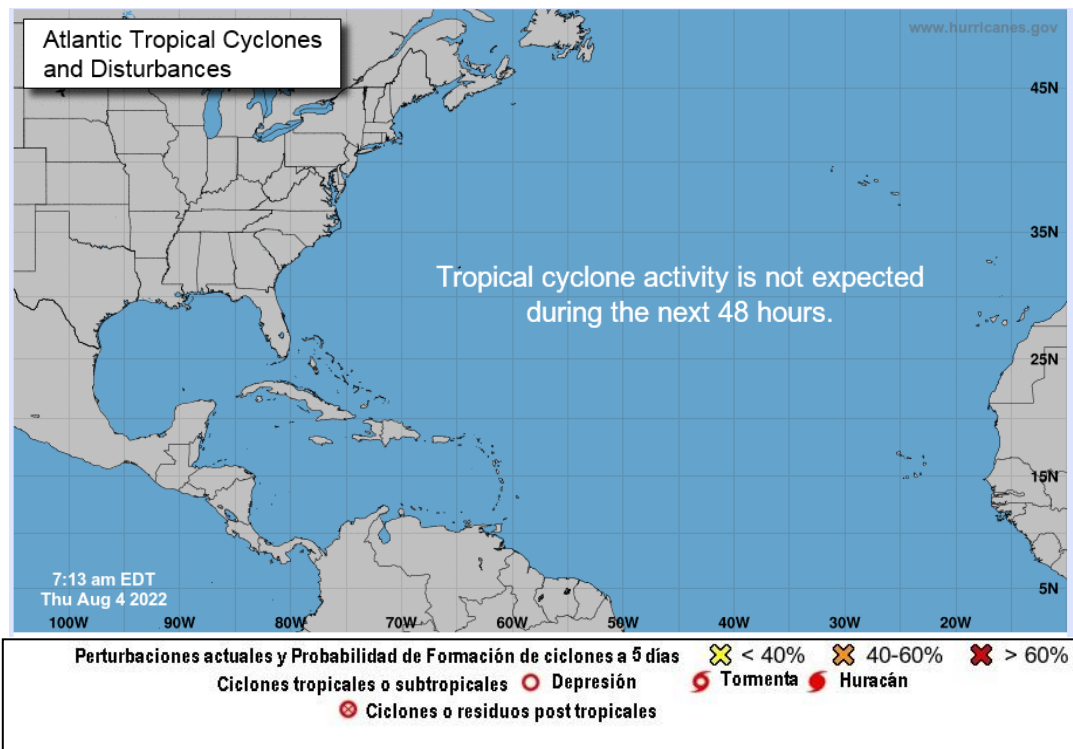 Atlantic Tropical Cyclones
and Disturbances
www.hurricanes.gov
45N
35N
Tropical cyclone activity is not expected
during the next 48 hours.
25N
15N
7:13 am EDT
Thu Aug 4 2022
5N
100W 90W 80W 70W 60W 50W 40W 30W 20W
Perturbaciones actuales y Probabilidad de Formación de ciclones a 5 días < 40% 40-60% > 60%
Ciclones tropicales o subtropicales Depresión Tormenta Huracán
Ciclones o residuos post tropicales